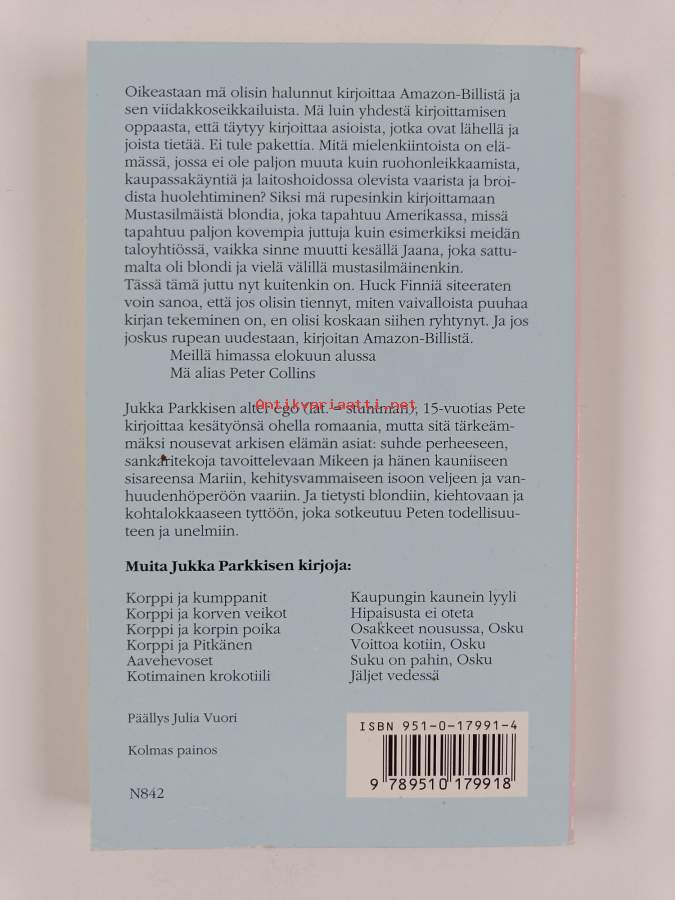 Oikeastaan mä olisin halunnut kirjoittaa Amazon-Billistä ja
sen viidakkoseikkailuista. Mä luin yhdestä kirjoittamisen
oppaasta, että täytyy kirjoittaa asioista, jotka ovat lähellä ja
joista tietää. Ei tule pakettia. Mitä mielenkiintoista on elä-
mässä, jossa ei ole paljon muuta kuin ruohonleikkaamista,
kaupassakäyntiä ja laitoshoidossa olevista vaarista ja broi-
dista huolehtiminen? Siksi mä rupesinkin kirjoittamaan
Mustasilmäistä blondia, joka tapahtuu Amerikassa, missä
tapahtuu paljon kovempia juttuja kuin esimerkiksi meidän
taloyhtiössä, vaikka sinne muutti kesällä Jaana, joka sattu-
malta oli blondi ja vielä välillä mustasilmäinenkin.
Tässä tämä juttu nyt kuitenkin on. Huck Finniä siteeraten
voin sanoa, että jos olisin tiennyt, miten vaivalloista puuhaa
kirjan tekeminen on, en olisi koskaan siihen ryhtynyt. Ja jos
joskus rupean uudestaan, kirjoitan Amazon-Billistä.
Meillä himassa elokuun alussa
Mä alias Peter Collins
Antikvariaatti.net
Jukka Parkkisen alter ego (lat. = stuntman), 15-vuotias Pete
kirjoittaa kesätyönsä ohella romaania, mutta sitä tärkeäm-
mäksi nousevat arkisen elämän asiat: suhde perheeseen,
sankaritekoja tavoittelevaan Mikeen ja hänen kauniiseen
sisareensa Mariin, kehitysvammaiseen isoon veljeen ja van-
huudenhöperöön vaariin. Ja tietysti blondiin, kiehtovaan ja
kohtalokkaaseen tyttöön, joka sotkeutuu Peten todellisuu-
teen ja unelmiin.
Muita Jukka Parkkisen kirjoja:
Korppi ja kumppanit
Korppi ja korven veikot
Korppi ja korpin poika
Korppi ja Pitkänen
Aavehevoset
Kotimainen krokotiili
Kaupungin kaunein lyyli
Hipaisusta ei oteta
Osakkeet nousussa, Osku
Voittoa kotiin, Osku
Suku on pahin, Osku
Jäljet vedessä
Päällys Julia Vuori
Kolmas painos
N842
ISBN 951-0-17991-4
9 789510 179918